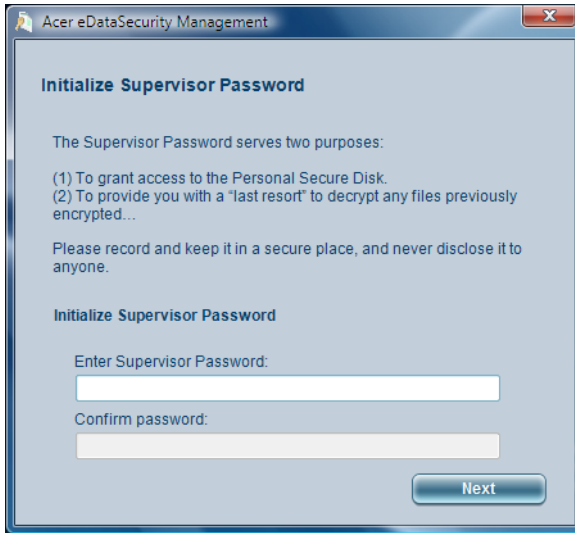 Acer eDataSecurity Management
Initialize Supervisor Password
The Supervisor Password serves two purposes:
(1) To grant access to the Personal Secure Disk.
(2) To provide you with a “last resort” to decrypt any files previously
encrypted...
Please record and keep it in a secure place, and never disclose it to
anyone.
Initialize Supervisor Password
Enter Supervisor Password:
Confirm password:
Next